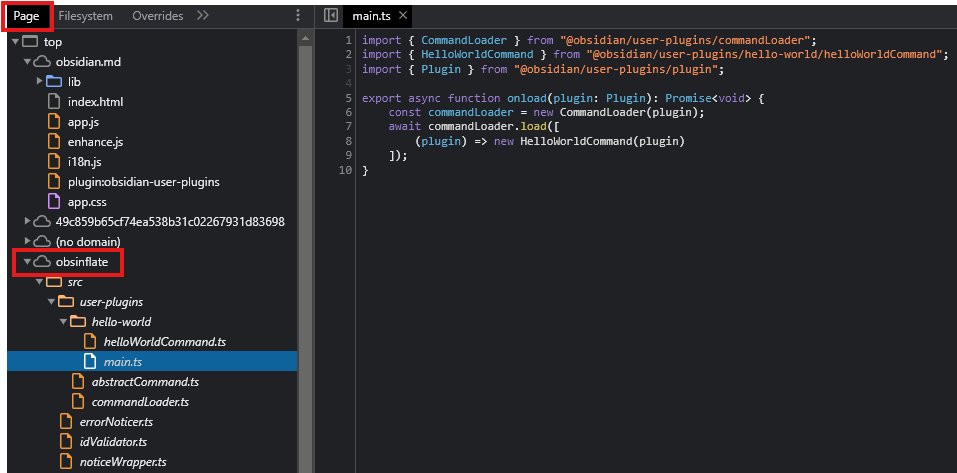 Page Filesystem Overrides
top
obsidian.md
lib
index.html
app.js
enhance.js
i18n.js
plugin:obsidian-user-plugins
app.css
49c859b65cf74ea538b31c02267931d83698
(no domain)
obsinflate
src
user-plugins
hello-world
helloWorldCommand.ts
main.ts
abstractCommand.ts
commandLoader.ts
errorNoticer.ts
idValidator.ts
noticeWrapper.ts
main.ts
1 import { CommandLoader } from "@obsidian/user-plugins/commandLoader";
2 import { HelloWorldCommand } from "@obsidian/user-plugins/hello-world/helloWorldCommand";
3 import { Plugin } from "@obsidian/user-plugins/plugin";
4
5 export async function onload(plugin: Plugin): Promise<void> {
6     const commandLoader = new CommandLoader(plugin);
7     await commandLoader.load([
8         (plugin) => new HelloWorldCommand(plugin)
9     ]);
10 }